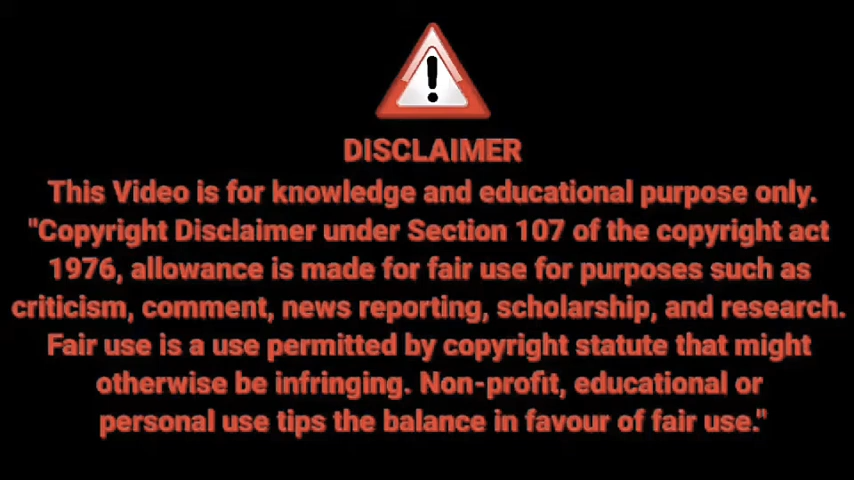 DISCLAIMER
This Video is for knowledge and educational purpose only.
"Copyright Disclaimer under Section 107 of the copyright act
1976, allowance is made for fair use for purposes such as
criticism, comment, news reporting, scholarship, and research.
Fair use is a use permitted by copyright statute that might
otherwise be infringing. Non-profit, educational or
personal use tips the balance in favour of fair use."